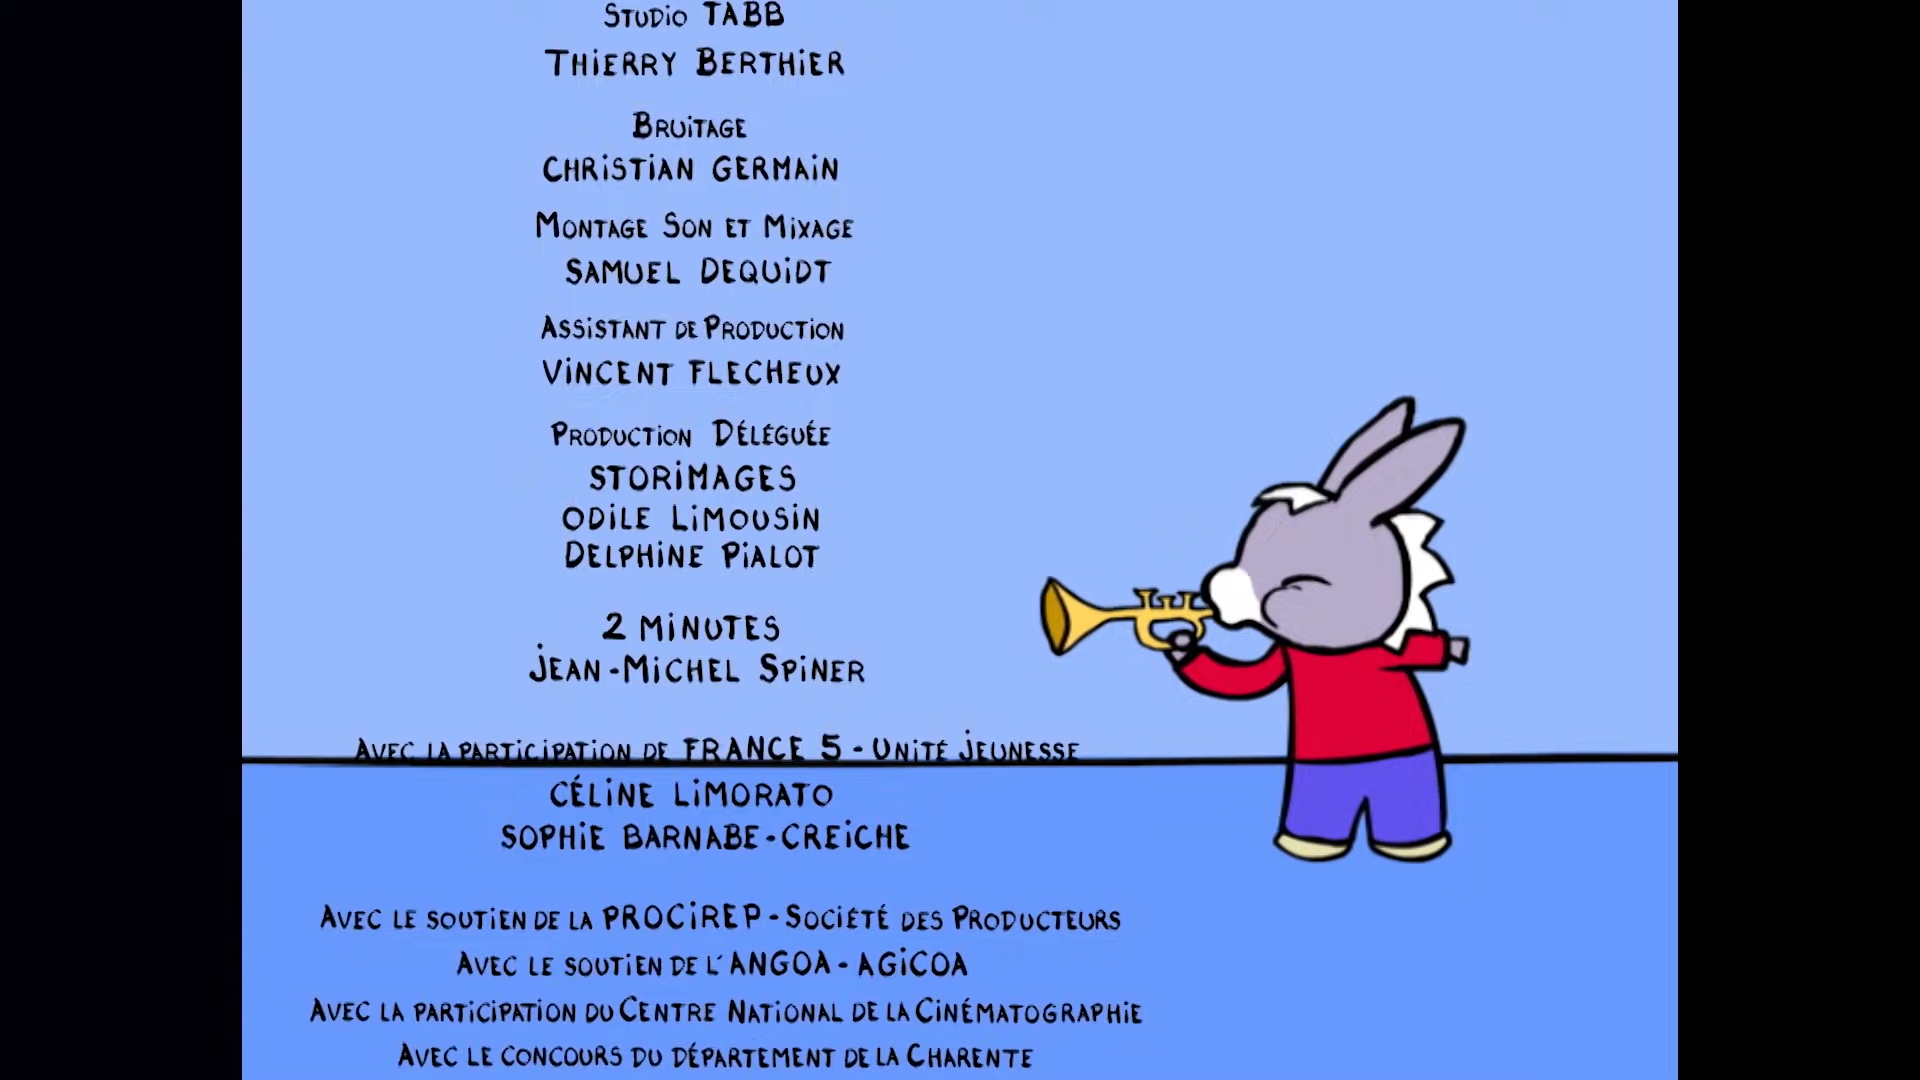 Studio TABB
Thierry Berthier
Bruitage
Christian Germain
Montage Son et Mixage
Samuel Dequidt
Assistant de Production
Vincent Flecheux
Production Déléguée
STORIMAGES
Odile Limousin
Delphine Pialot
2 MINUTES
Jean-Michel Spiner
Avec la participation de FRANCE 5 - Unité Jeunesse
Céline Limorato
Sophie Barnabe-Creiche
Avec le soutien de la PROCIREP - Société des Producteurs
Avec le soutien de l'ANGOA - AGICOA
Avec la participation du Centre National de la Cinématographie
Avec le concours du département de la Charente